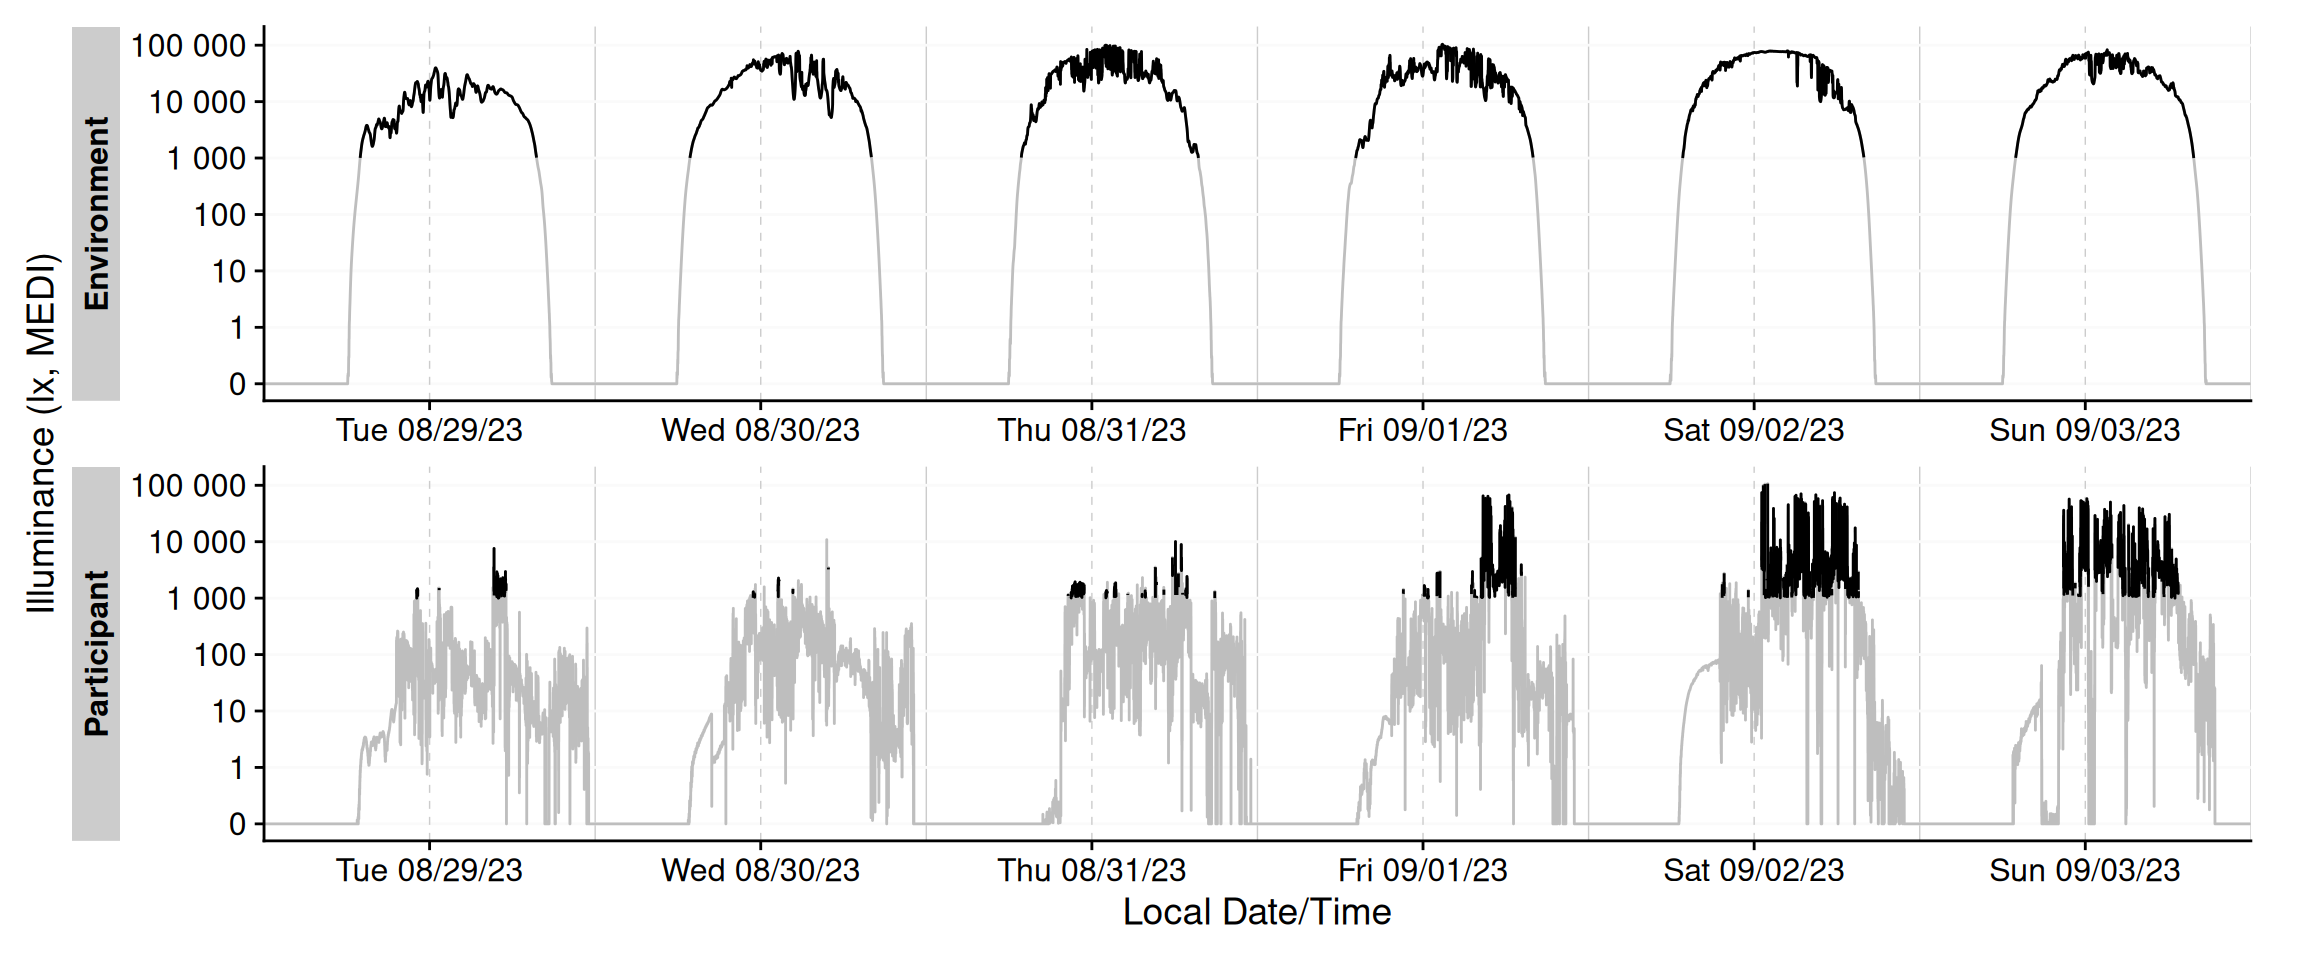 Illuminance (lx, MEDI)
Environment
100 000
10 000
1 000
100
10
1
0
Tue 08/29/23 Wed 08/30/23 Thu 08/31/23 Fri 09/01/23 Sat 09/02/23 Sun 09/03/23
Participant
100 000
10 000
1 000
100
10
1
0
Tue 08/29/23 Wed 08/30/23 Thu 08/31/23 Fri 09/01/23 Sat 09/02/23 Sun 09/03/23
Local Date/Time